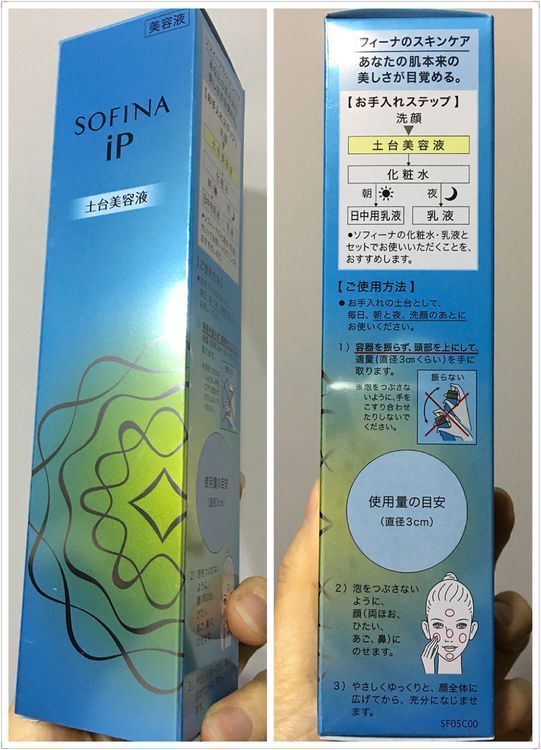 美容液
SOFINA
iP
土台美容液
ソフィーナのスキンケア
あなたの肌本来の
美しさが目覚める。
【お手入れステップ】
洗顔
土台美容液
化粧水
朝
夜
日中用乳液
乳液
●ソフィーナの化粧水・乳液と
セットでお使いいただくことを、
おすすめします。
【ご使用方法】
●お手入れの土台として、
毎日、朝と夜、洗顔のあとに
お使いください。
1）容器を振らず、頭部を上にして、
適量(直径3cmくらい)を手に
取ります。
※泡をつぶさな
いように、手を
こすり合わせ
たりしないで
ください。
振らない
使用量の目安
(直径3cm)
2）泡をつぶさない
ように、
顔(両ほお、
ひたい、
あご、鼻)に
のせます。
3）やさしくゆっくりと、顔全体に
広げてから、充分になじませ
ます。
SF05C00